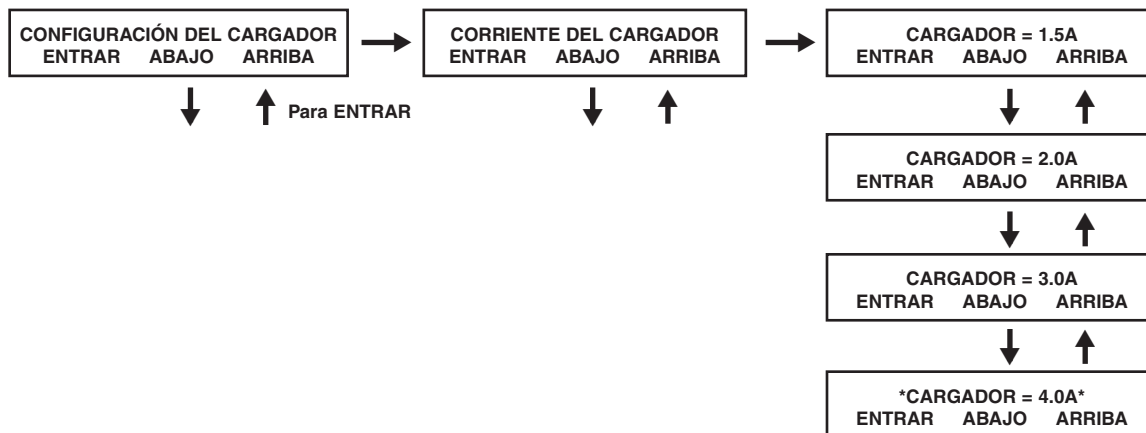 CONFIGURACIÓN DEL CARGADOR
ENTRAR ABAJO ARRIBA
Para ENTRAR
CORRIENTE DEL CARGADOR
ENTRAR ABAJO ARRIBA
CARGADOR = 1.5A
ENTRAR ABAJO ARRIBA
CARGADOR = 2.0A
ENTRAR ABAJO ARRIBA
CARGADOR = 3.0A
ENTRAR ABAJO ARRIBA
*CARGADOR = 4.0A*
ENTRAR ABAJO ARRIBA